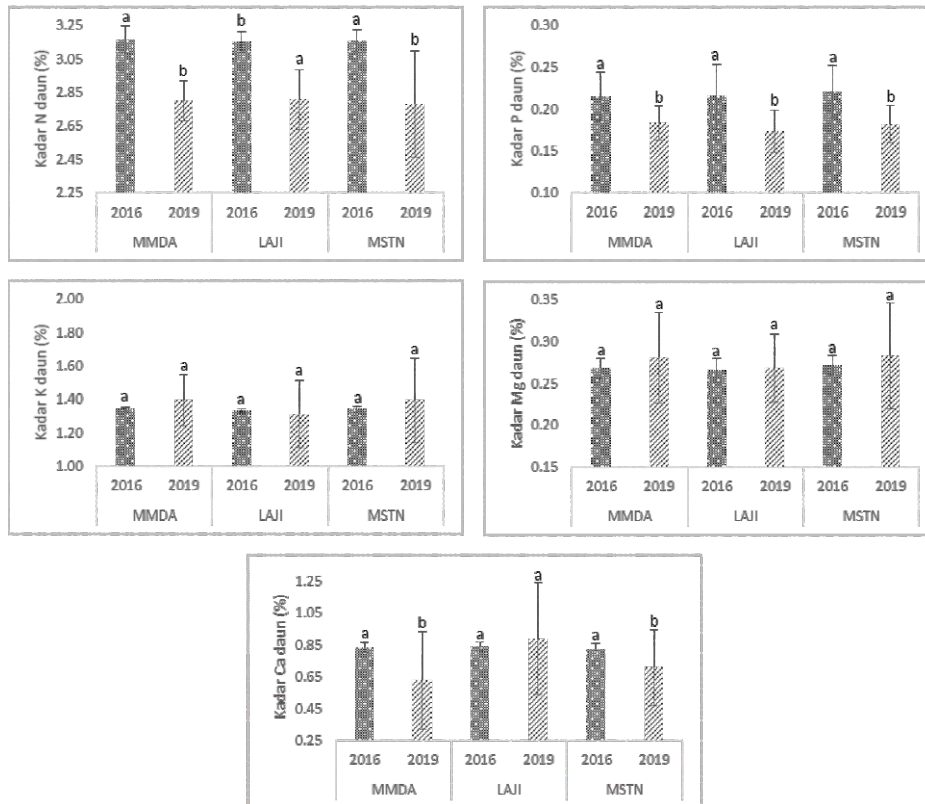 Kadar N daun (%)
3.25
3.05
2.85
2.65
2.45
2.25
a b b a a b
2016 2019 2016 2019 2016 2019
MMDA LAJI MSTN
Kadar P daun (%)
0.30
0.25
0.20
0.15
0.10
a b a b a b
2016 2019 2016 2019 2016 2019
MMDA LAJI MSTN
Kadar K daun (%)
2.00
1.80
1.60
1.40
1.20
1.00
a a a a a a
2016 2019 2016 2019 2016 2019
MMDA LAJI MSTN
Kadar Mg daun (%)
0.35
0.30
0.25
0.20
0.15
a a a a a a
2016 2019 2016 2019 2016 2019
MMDA LAJI MSTN
Kadar Ca daun (%)
1.25
1.05
0.85
0.65
0.45
0.25
a b a a a b
2016 2019 2016 2019 2016 2019
MMDA LAJI MSTN